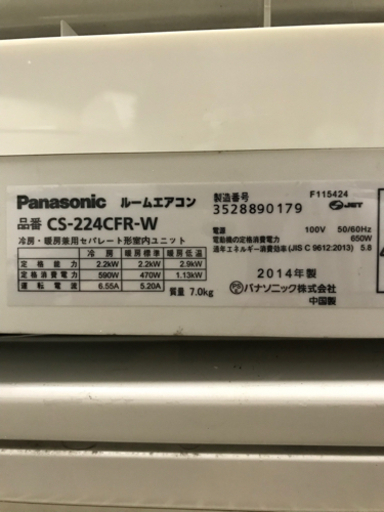 Panasonic ルームエアコン
品番 CS-224CFR-W
冷房・暖房兼用セパレート形室内ユニット
冷 房 暖房標準 暖房低温
定 格 能 力 2.2kW 2.2kW 2.9kW
定格消費電力 590W 470W 1.13kW
運 転 電 流 6.55A 5.20A
質量 7.0kg
製造番号 F115424
3528890179 JET
電源 100V 50/60Hz
電動機の定格消費電力 650W
通年エネルギー消費効率(JIS C 9612:2013) 5.8
2014年製
パナソニック株式会社
中国製